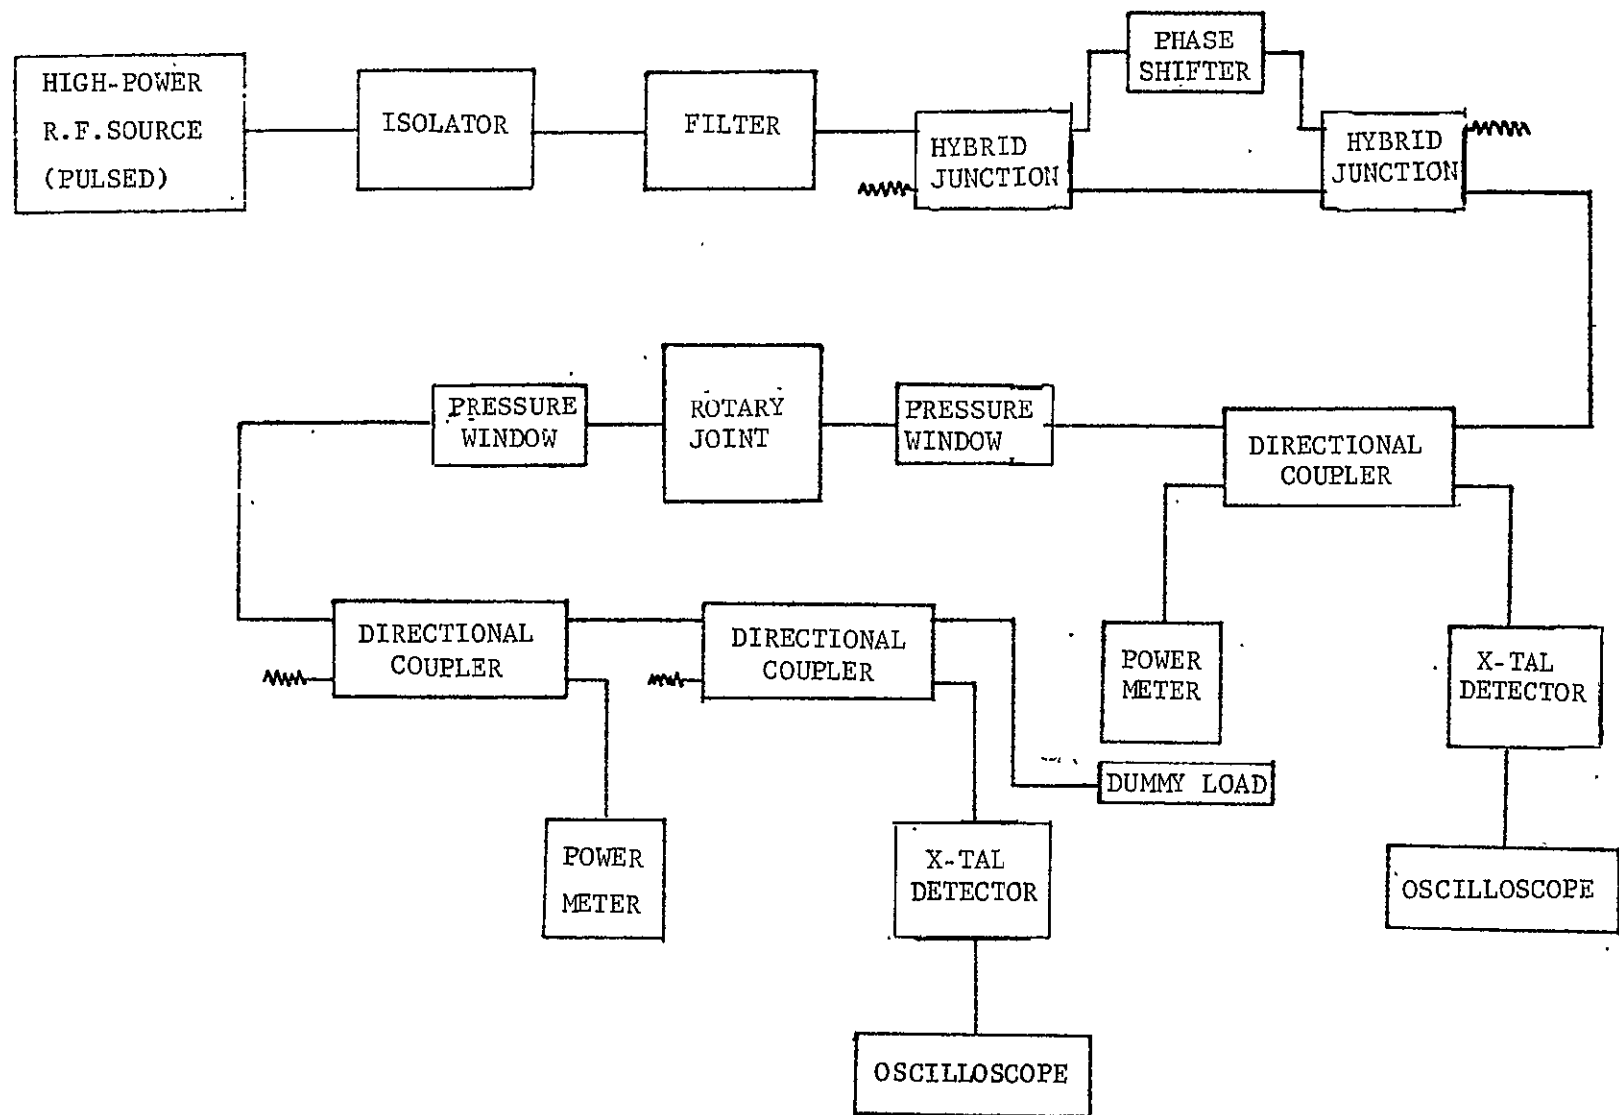 HIGH-POWER
R.F.SOURCE
(PULSED)
ISOLATOR
FILTER
HYBRID
JUNCTION
PHASE
SHIFTER
HYBRID
JUNCTION
PRESSURE
WINDOW
ROTARY
JOINT
PRESSURE
WINDOW
DIRECTIONAL
COUPLER
DIRECTIONAL
COUPLER
DIRECTIONAL
COUPLER
POWER
METER
X-TAL
DETECTOR
DUMMY LOAD
POWER
METER
X-TAL
DETECTOR
OSCILLOSCOPE
OSCILLOSCOPE